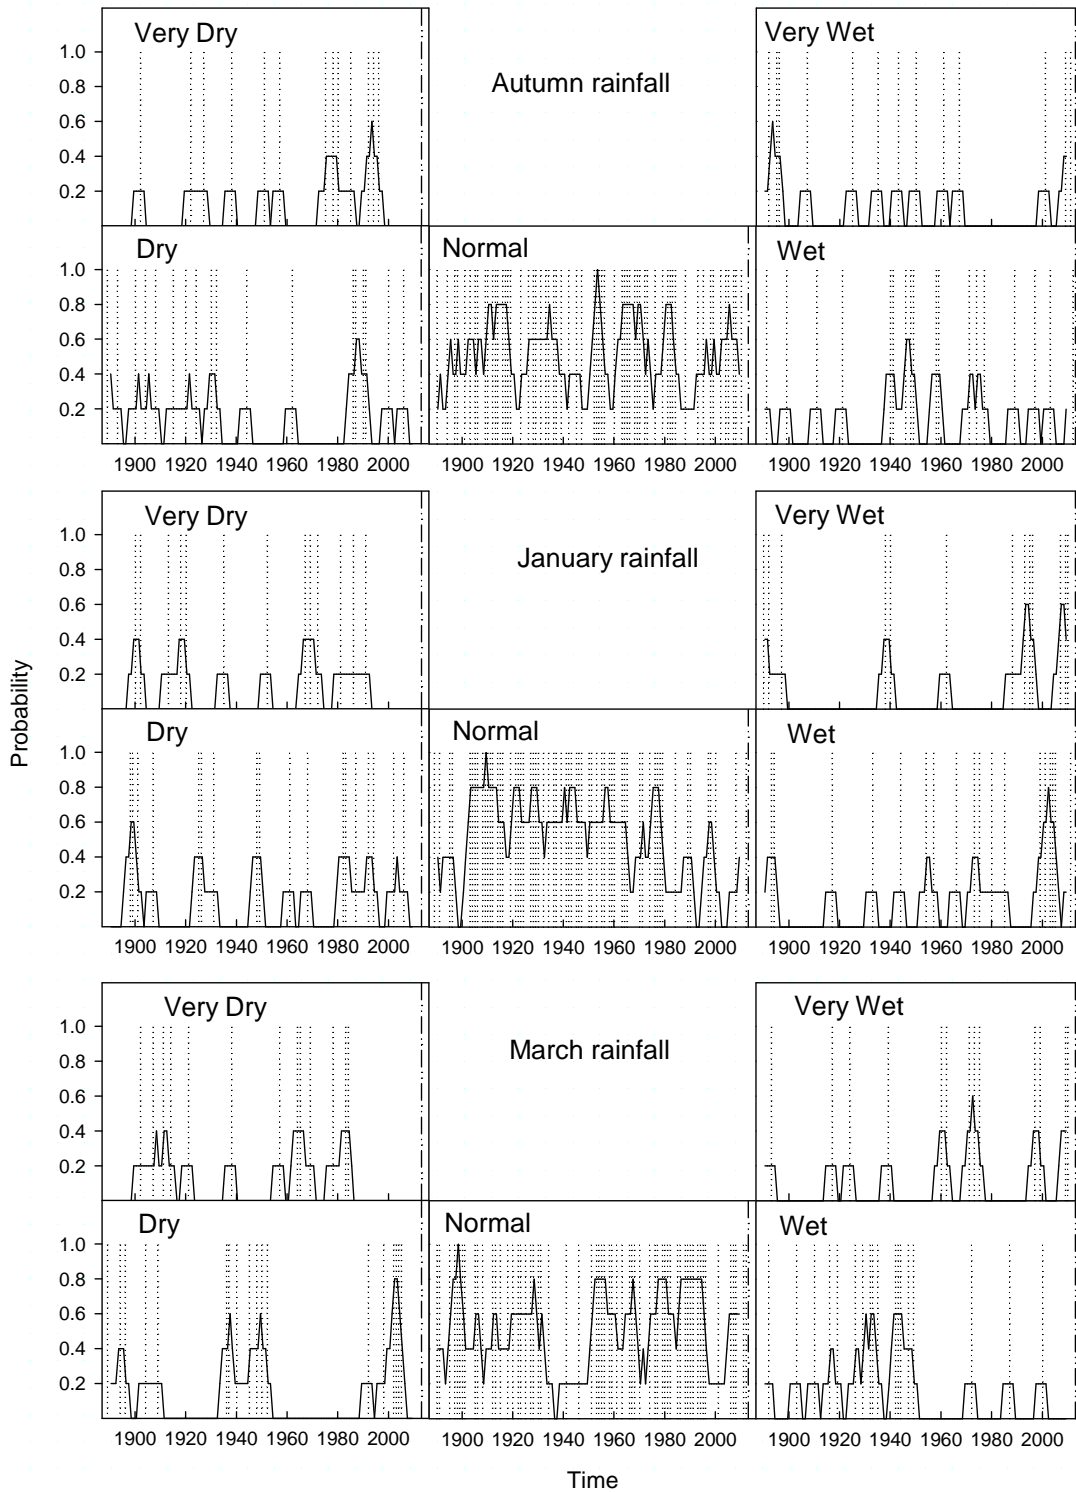 Very Dry
Autumn rainfall
Very Wet
1.0
0.8
0.6
0.4
0.2
Dry
Normal
Wet
1.0
0.8
0.6
0.4
0.2
1900 1920 1940 1960 1980 2000
1900 1920 1940 1960 1980 2000
1900 1920 1940 1960 1980 2000
Very Dry
January rainfall
Very Wet
1.0
0.8
0.6
0.4
0.2
Probability
Dry
Normal
Wet
1.0
0.8
0.6
0.4
0.2
1900 1920 1940 1960 1980 2000
1900 1920 1940 1960 1980 2000
1900 1920 1940 1960 1980 2000
Very Dry
March rainfall
Very Wet
1.0
0.8
0.6
0.4
0.2
Dry
Normal
Wet
1.0
0.8
0.6
0.4
0.2
1900 1920 1940 1960 1980 2000
1900 1920 1940 1960 1980 2000
1900 1920 1940 1960 1980 2000
Time